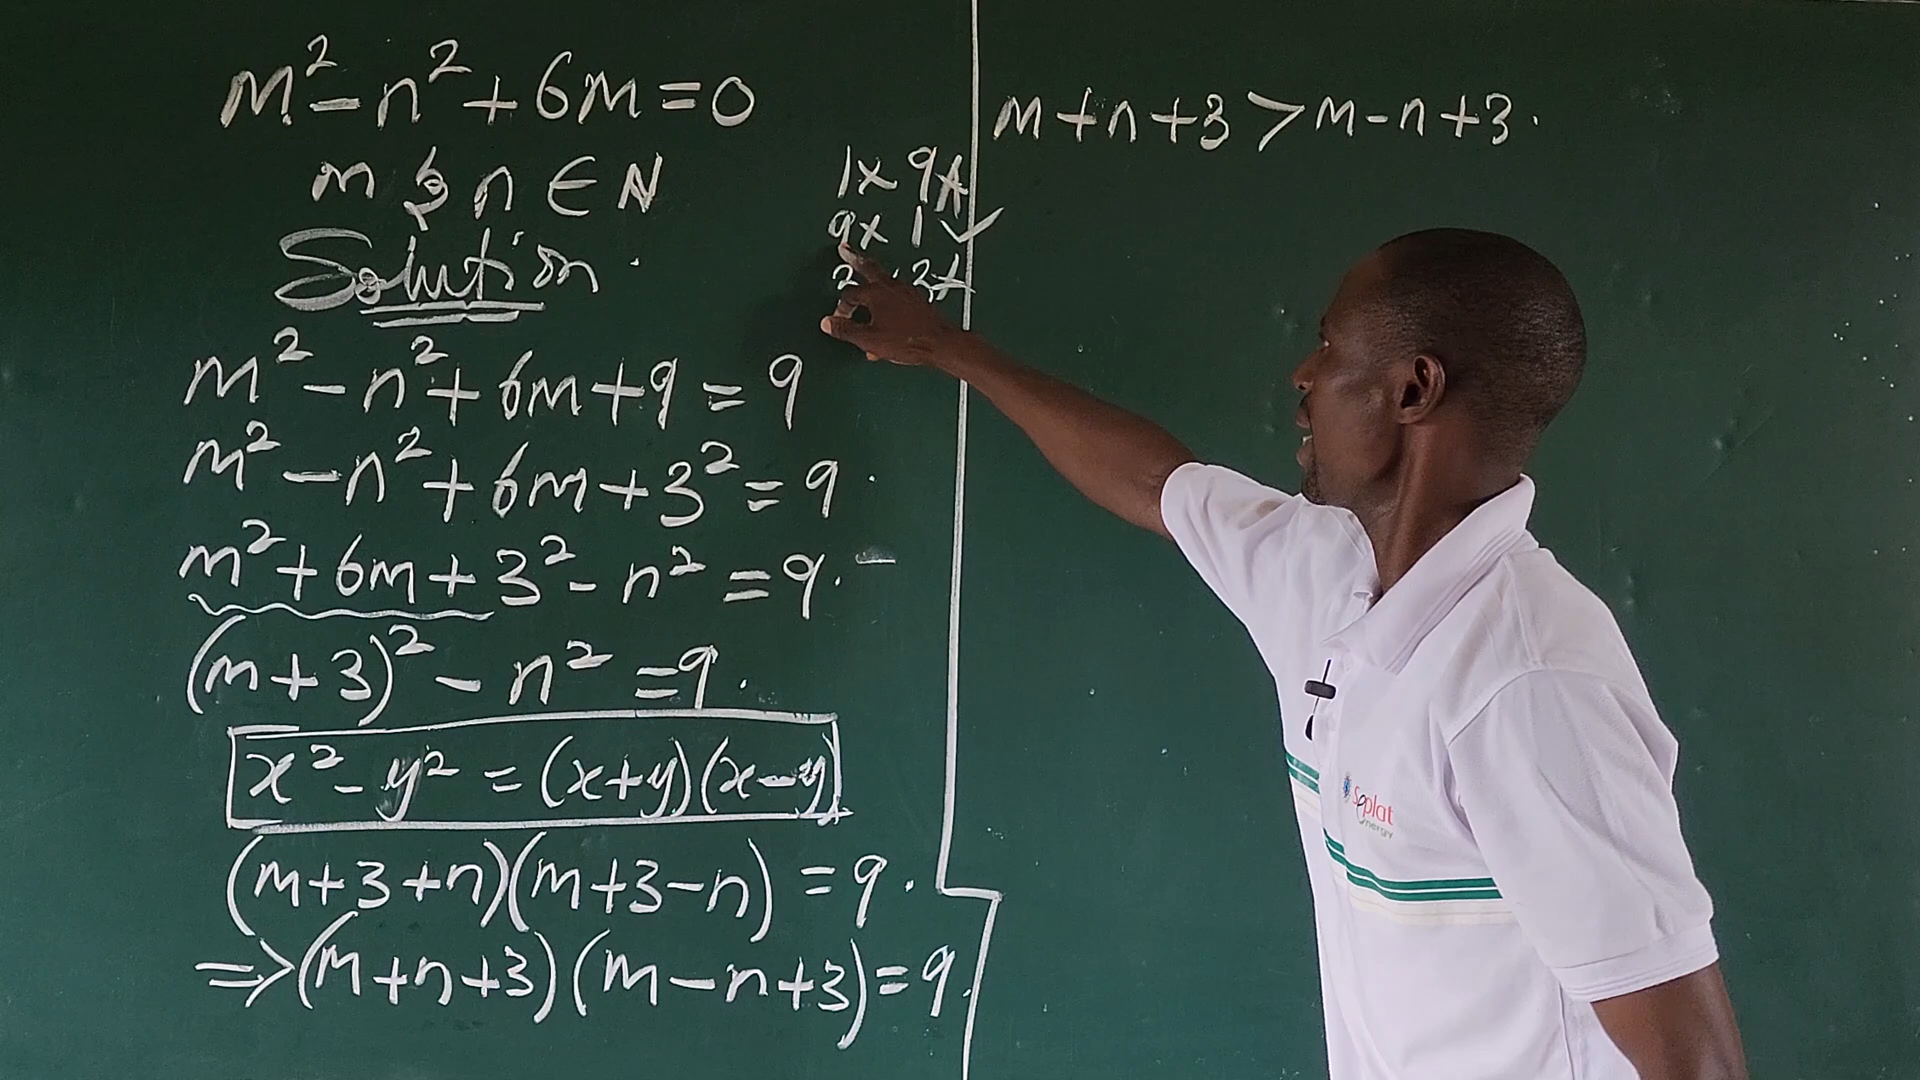 m² - n² + 6m = 0
m & n ∈ N
Solution.
m² - n² + 6m + 9 = 9
m² - n² + 6m + 3² = 9.
m² + 6m + 3² - n² = 9.
(m+3)² - n² = 9.
x² - y² = (x+y)(x-y)
(m+3+n)(m+3-n) = 9.
=> (m+n+3)(m-n+3) = 9.
1 x 9 x
9 x 1 ✓
m+n+3 > m-n+3.
Seplat
energy